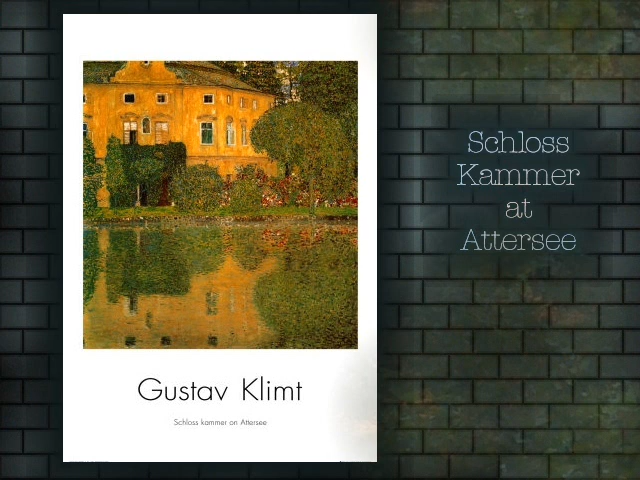 Gustav Klimt
Schloss kammer on Attersee
Schloss
Kammer
at
Attersee